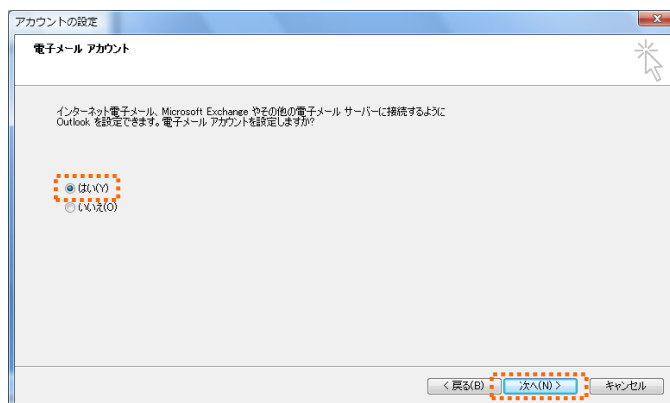 アカウントの設定
電子メール アカウント
インターネット電子メール、Microsoft Exchange やその他の電子メール サーバーに接続するように
Outlook を設定できます。電子メール アカウントを設定しますか?
はい(Y)
いいえ(O)
< 戻る(B)
次へ(N) >
キャンセル